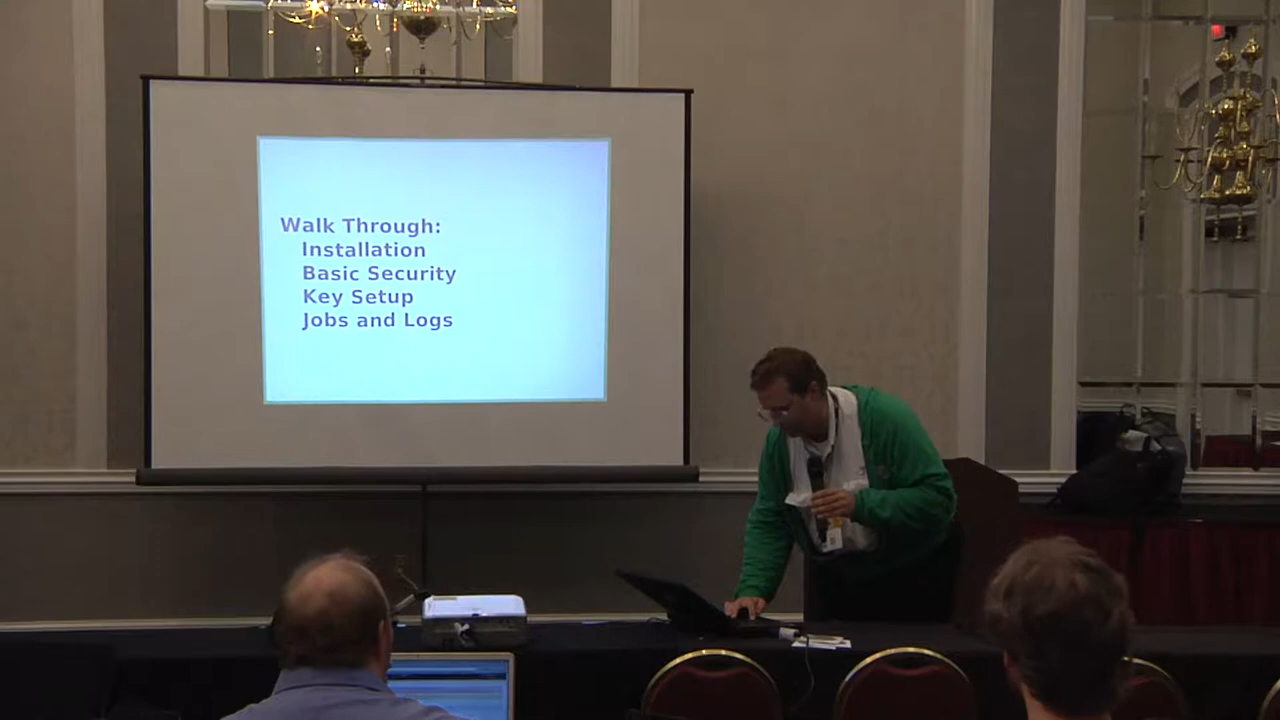 Walk Through:
Installation
Basic Security
Key Setup
Jobs and Logs